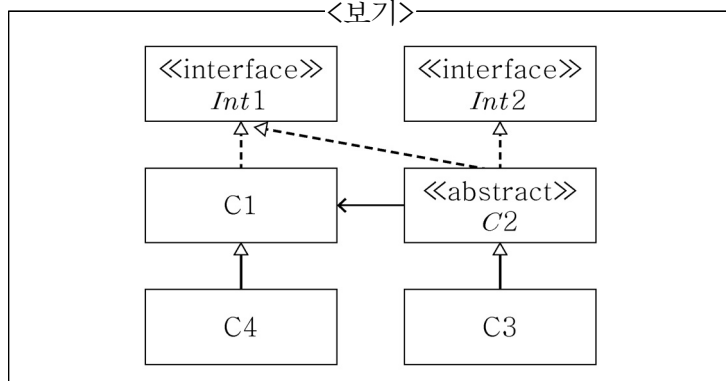 <보기>
≪interface≫
Int1
≪interface≫
Int2
C1
≪abstract≫
C2
C4
C3